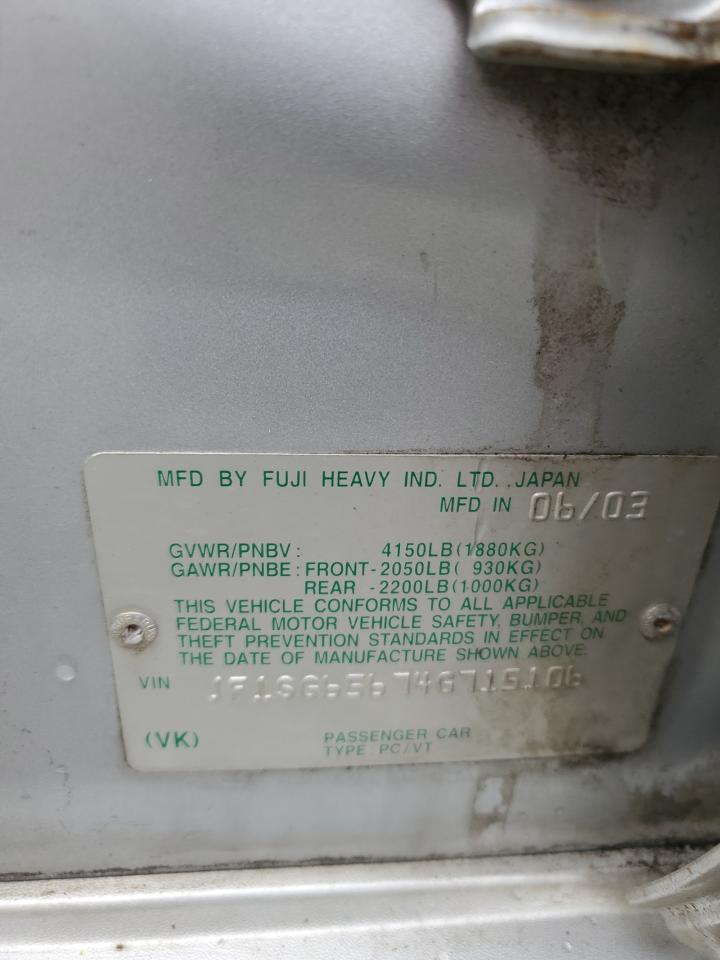 MFD BY FUJI HEAVY IND. LTD. JAPAN
MFD IN 06/03
GVWR/PNBV: 4150LB(1880KG)
GAWR/PNBE: FRONT-2050LB( 930KG)
REAR -2200LB(1000KG)
THIS VEHICLE CONFORMS TO ALL APPLICABLE
FEDERAL MOTOR VEHICLE SAFETY, BUMPER, AND
THEFT PREVENTION STANDARDS IN EFFECT ON
THE DATE OF MANUFACTURE SHOWN ABOVE:
VIN JF1SG65674G715106
(VK) PASSENGER CAR
TYPE: PC/VT